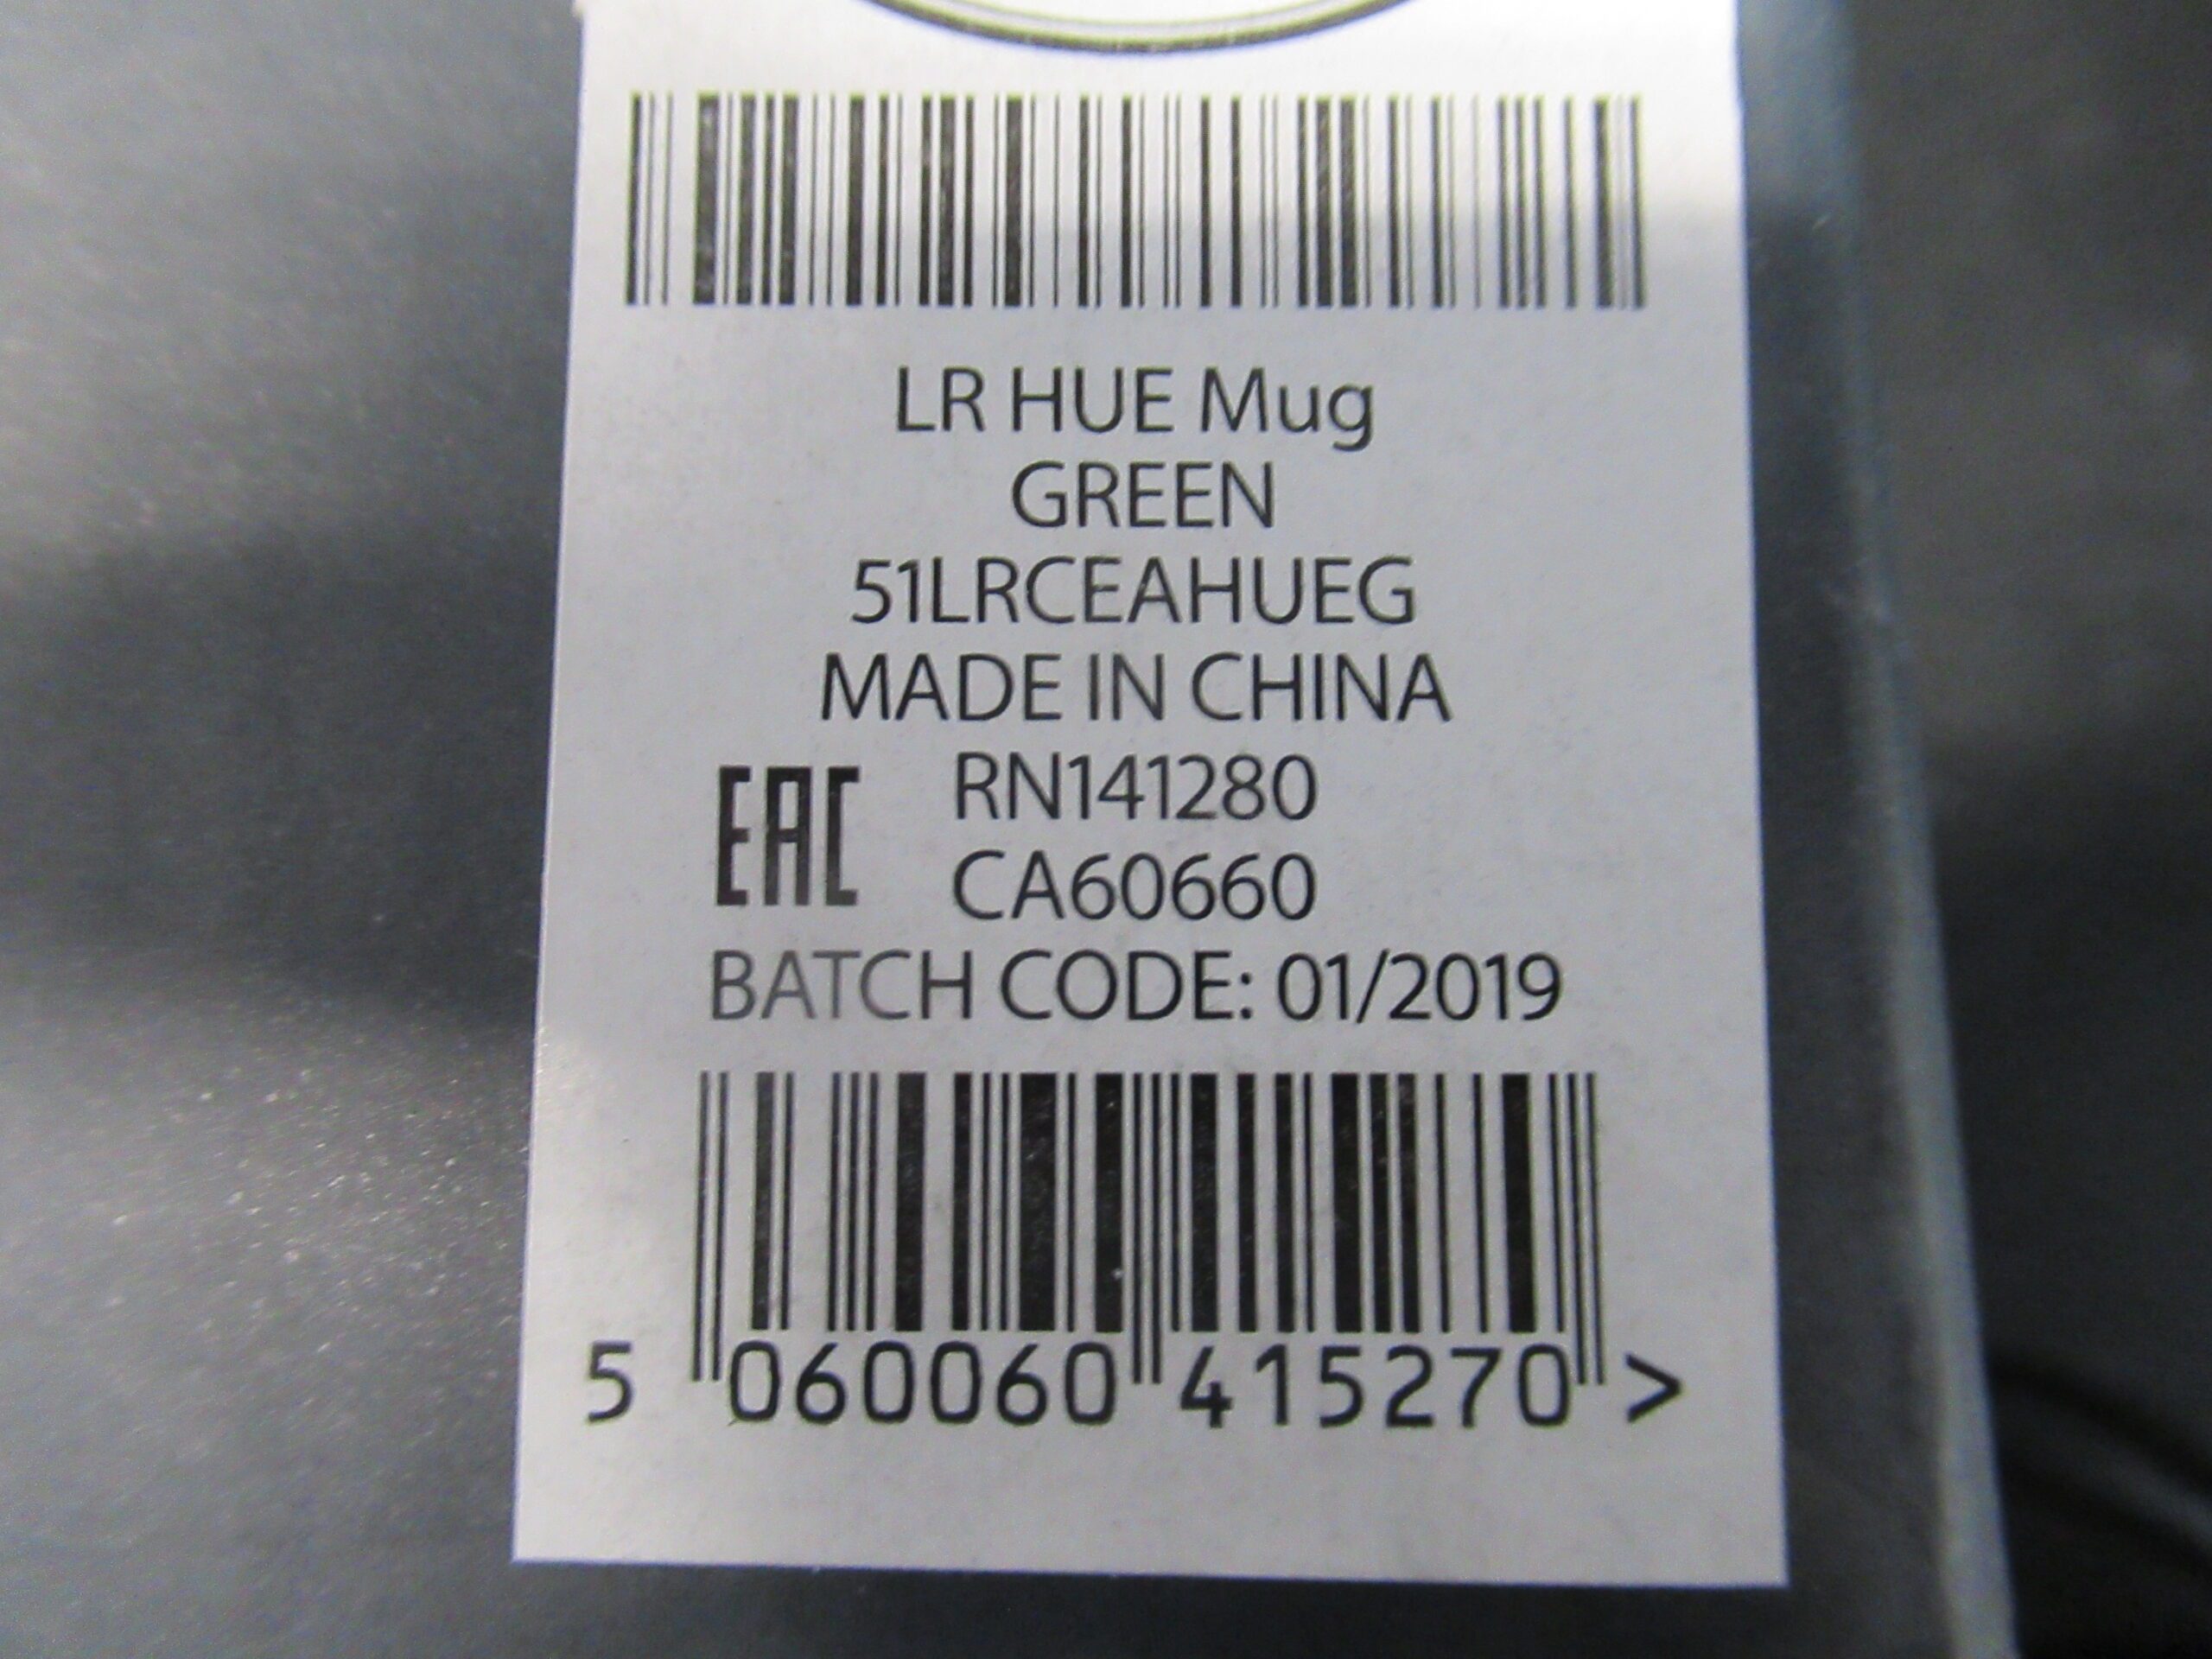 LR HUE Mug
GREEN
51LRCEAHUEG
MADE IN CHINA
EAC RN141280
CA60660
BATCH CODE: 01/2019
5 060060 415270 >